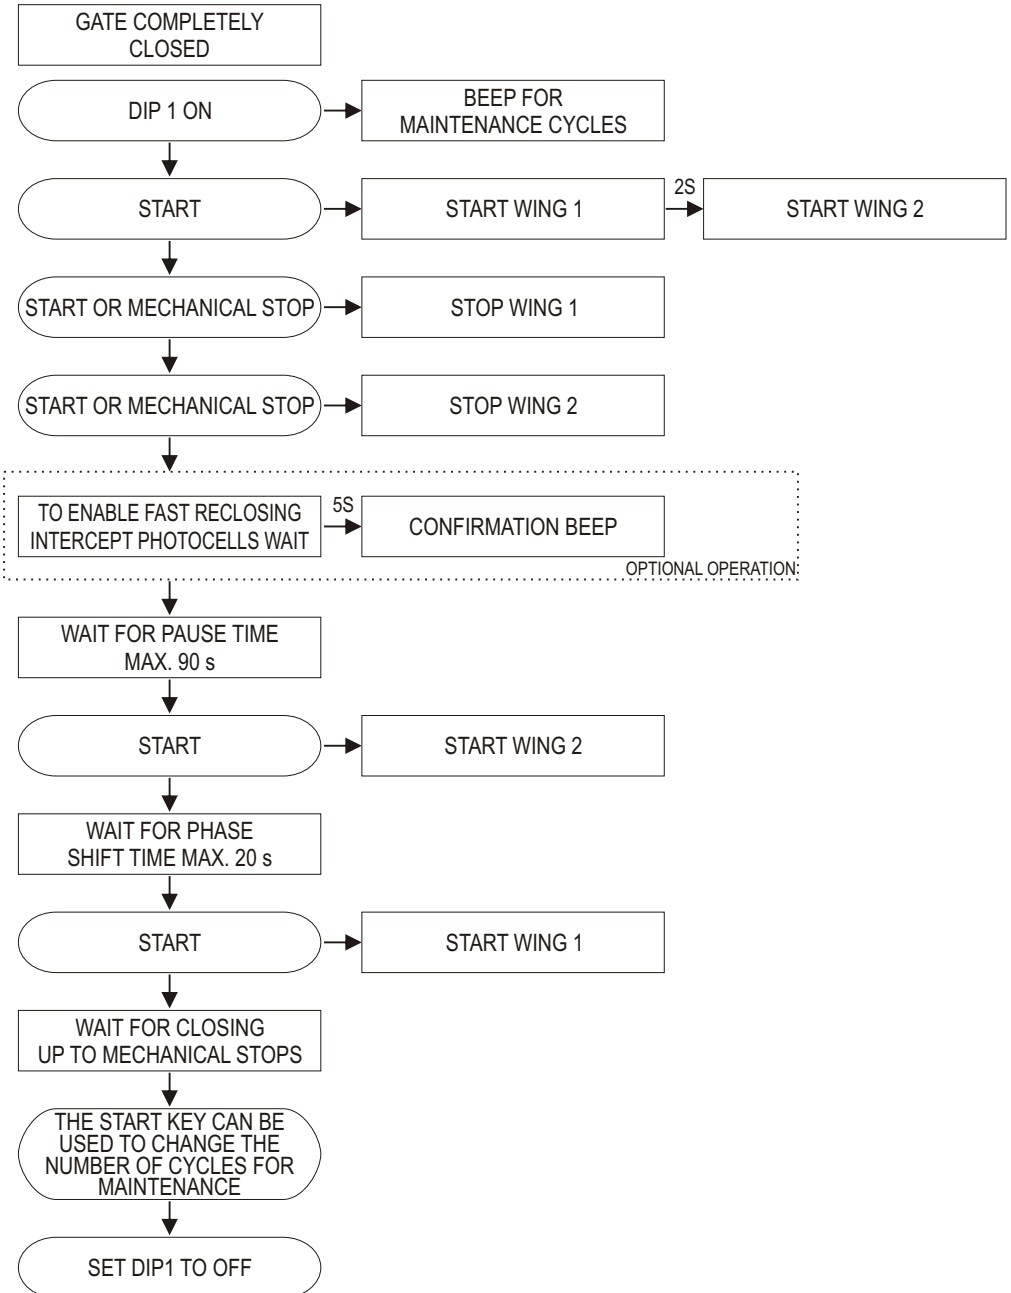 GATE COMPLETELY
CLOSED
DIP 1 ON
BEEP FOR
MAINTENANCE CYCLES
START
START WING 1
2S
START WING 2
START OR MECHANICAL STOP
STOP WING 1
START OR MECHANICAL STOP
STOP WING 2
TO ENABLE FAST RECLOSING
INTERCEPT PHOTOCELLS WAIT
5S
CONFIRMATION BEEP
OPTIONAL OPERATION
WAIT FOR PAUSE TIME
MAX. 90 s
START
START WING 2
WAIT FOR PHASE
SHIFT TIME MAX. 20 s
START
START WING 1
WAIT FOR CLOSING
UP TO MECHANICAL STOPS
THE START KEY CAN BE
USED TO CHANGE THE
NUMBER OF CYCLES FOR
MAINTENANCE
SET DIP1 TO OFF